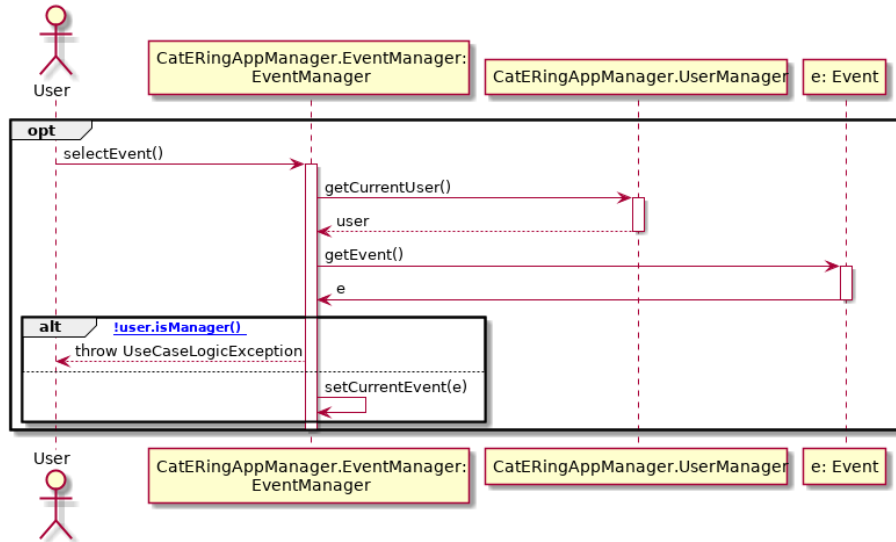 User
CatERingAppManager.EventManager:
EventManager
CatERingAppManager.UserManager
e: Event
opt
selectEvent()
getCurrentUser()
user
getEvent()
e
alt
!user.isManager()
throw UseCaseLogicException
setCurrentEvent(e)
User
CatERingAppManager.EventManager:
EventManager
CatERingAppManager.UserManager
e: Event